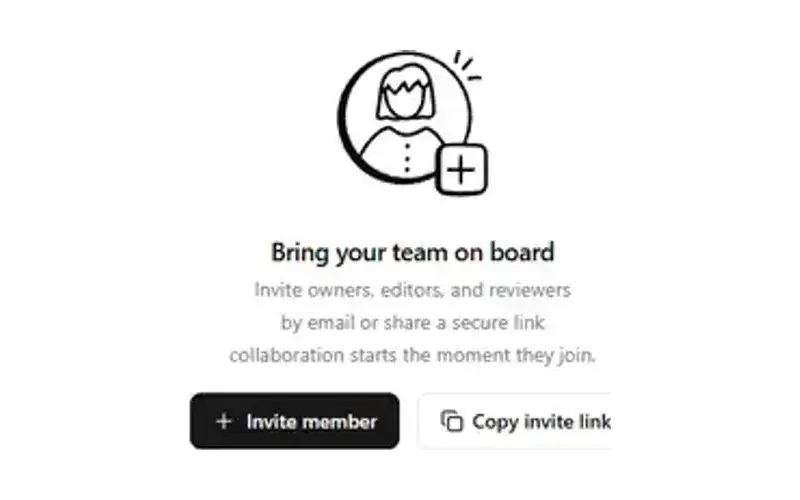 Bring your team on board
Invite owners, editors, and reviewers
by email or share a secure link
collaboration starts the moment they join.
Invite member
Copy invite link